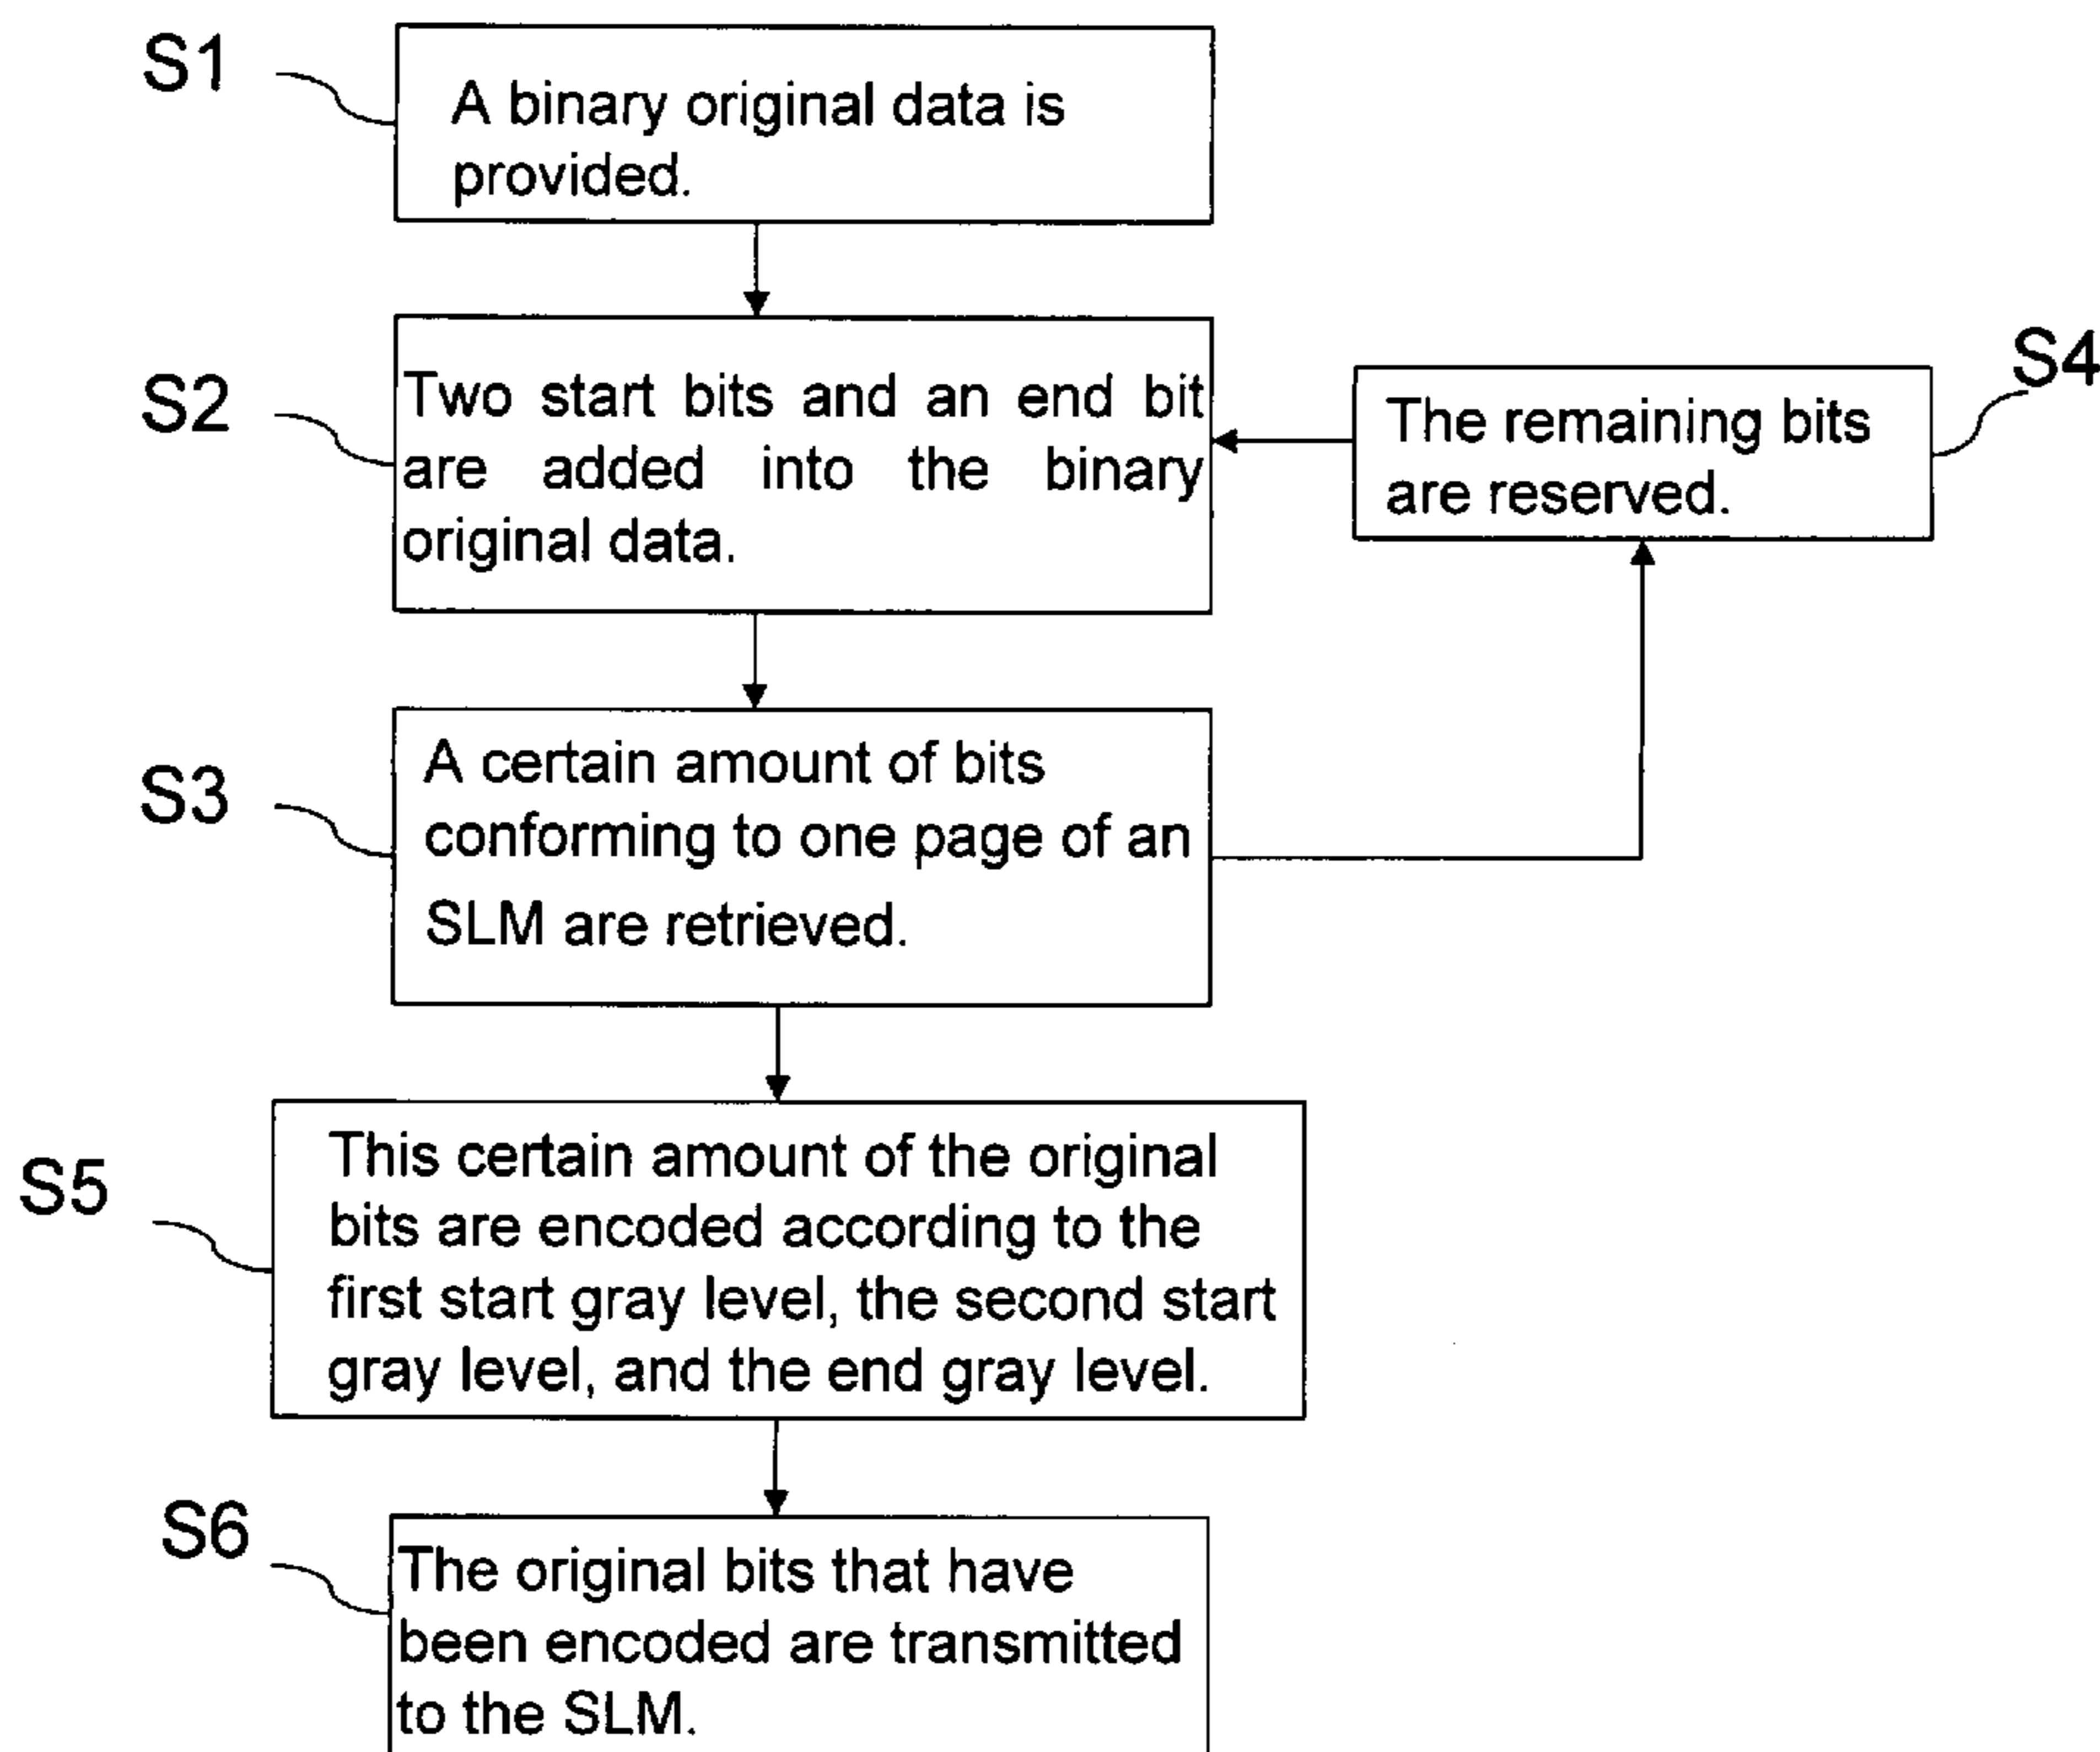 S1
A binary original data is
provided.
S2
Two start bits and an end bit
are added into the binary
original data.
S4
The remaining bits
are reserved.
S3
A certain amount of bits
conforming to one page of an
SLM are retrieved.
S5
This certain amount of the original
bits are encoded according to the
first start gray level, the second start
gray level, and the end gray level.
S6
The original bits that have
been encoded are transmitted
to the SLM.